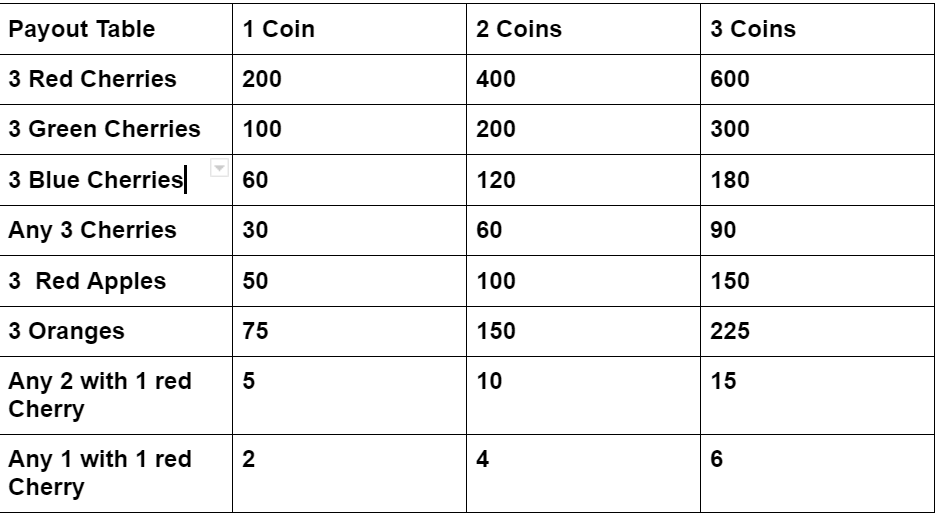 Payout Table 1 Coin 2 Coins 3 Coins
3 Red Cherries 200 400 600
3 Green Cherries 100 200 300
3 Blue Cherries 60 120 180
Any 3 Cherries 30 60 90
3  Red Apples 50 100 150
3 Oranges 75 150 225
Any 2 with 1 red 5 10 15
Cherry
Any 1 with 1 red 2 4 6
Cherry